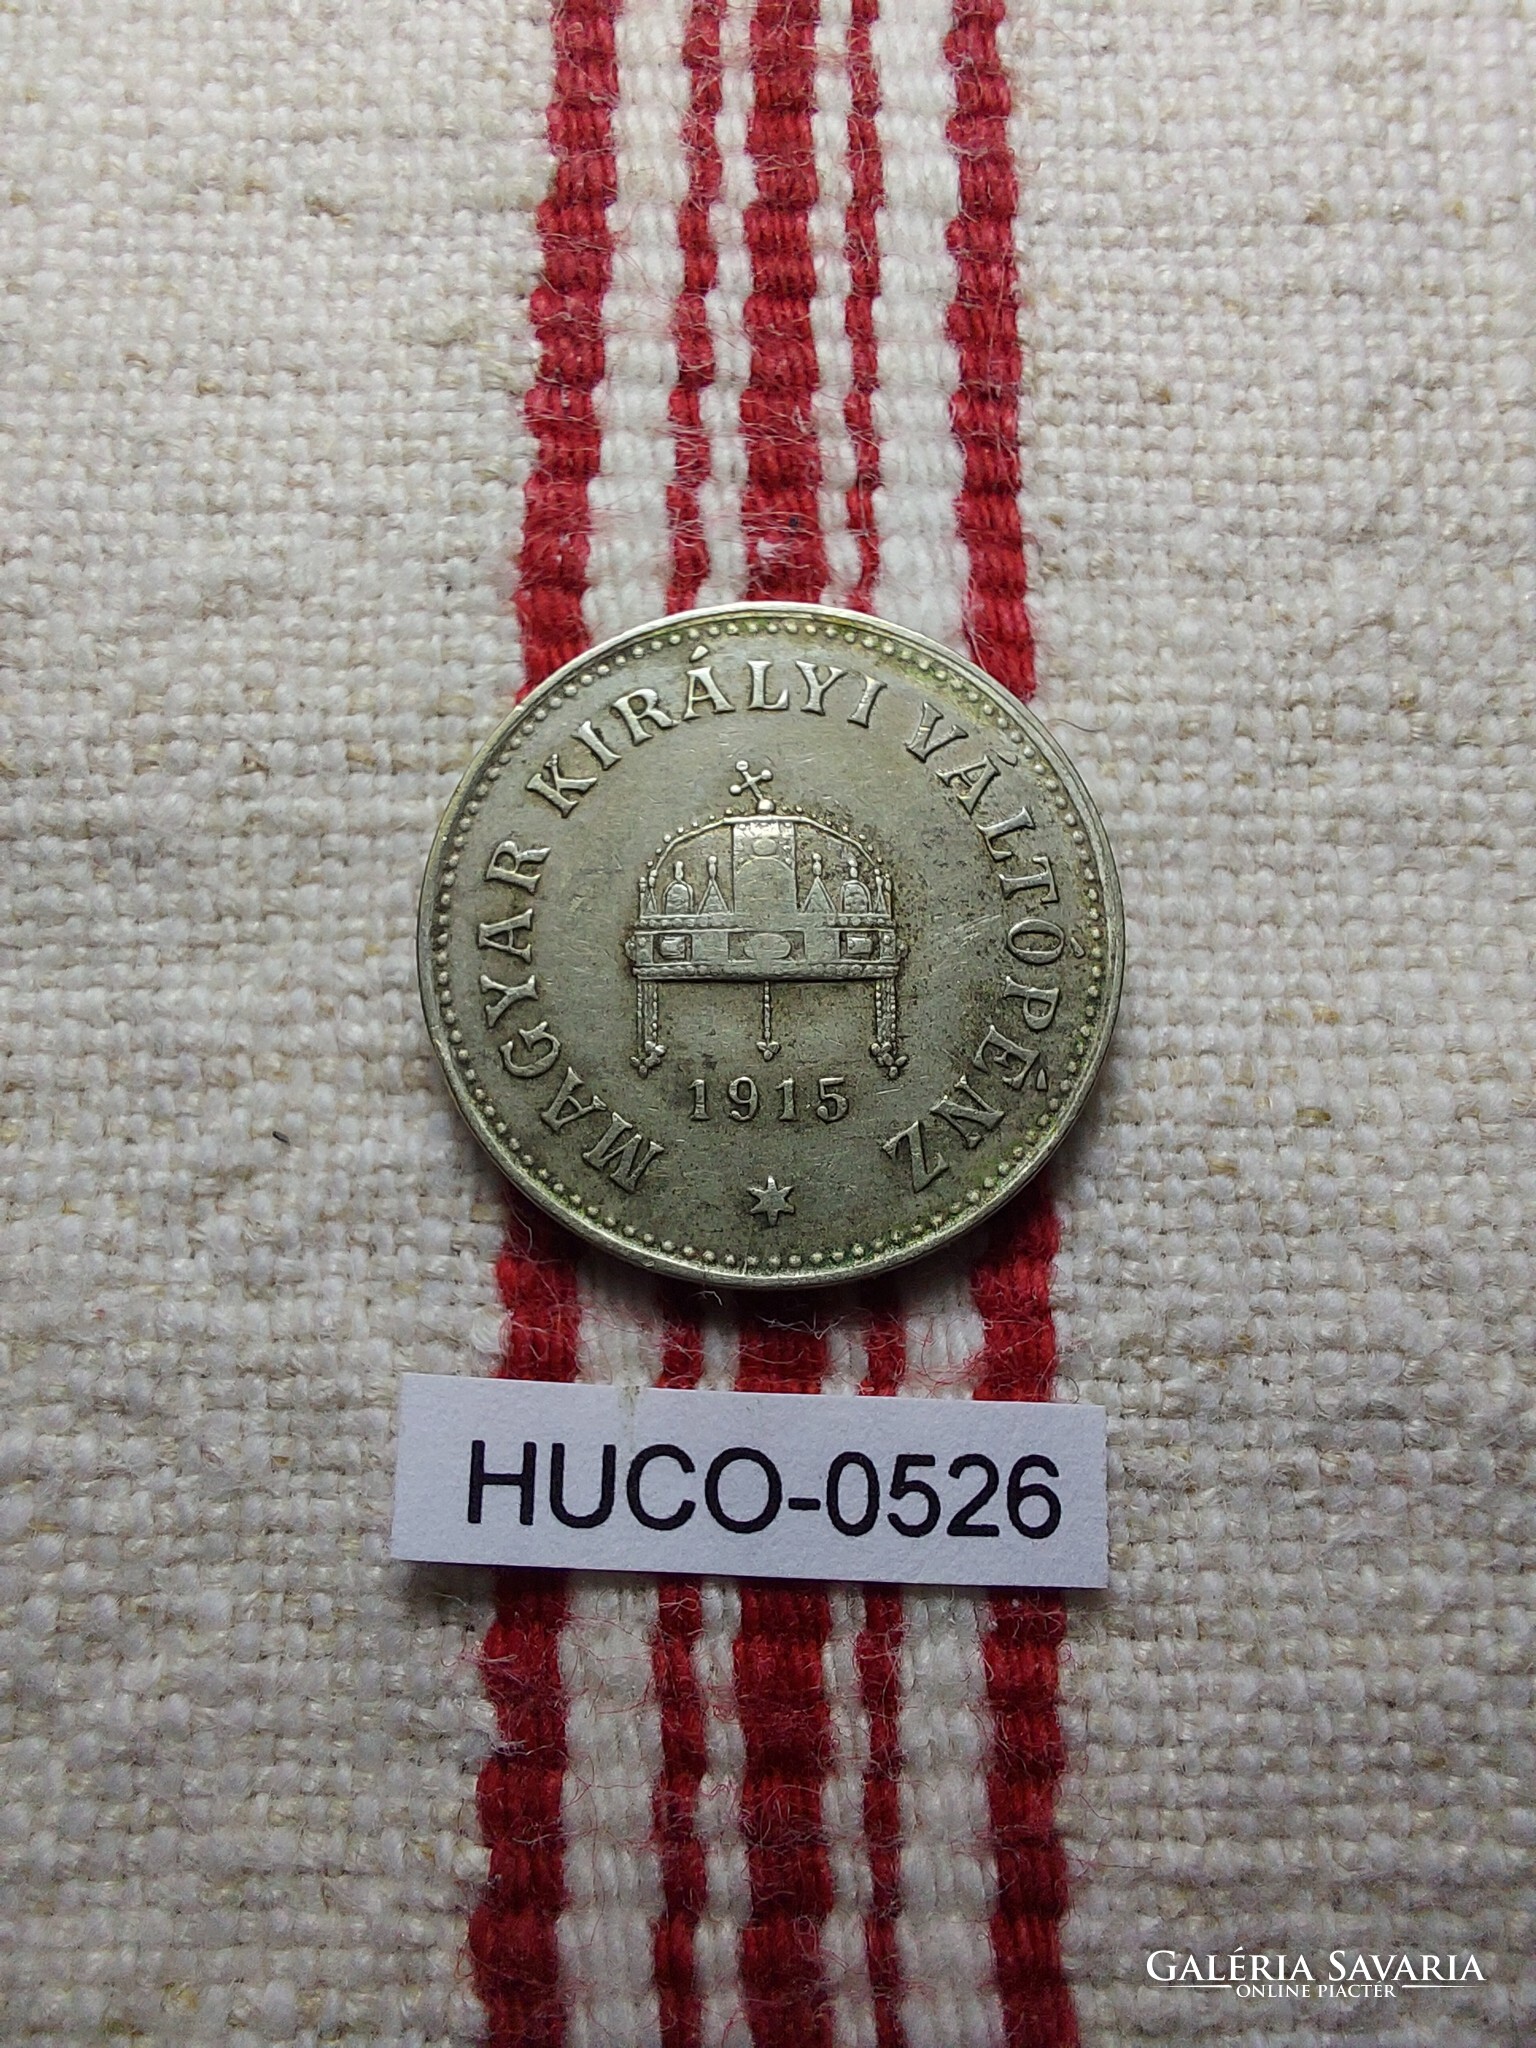 MAGYAR KIRÁLYI VÁLTÓPÉNZ
1915
HUCO-0526
GALÉRIA SAVARIA
ONLINE PIACTÉR